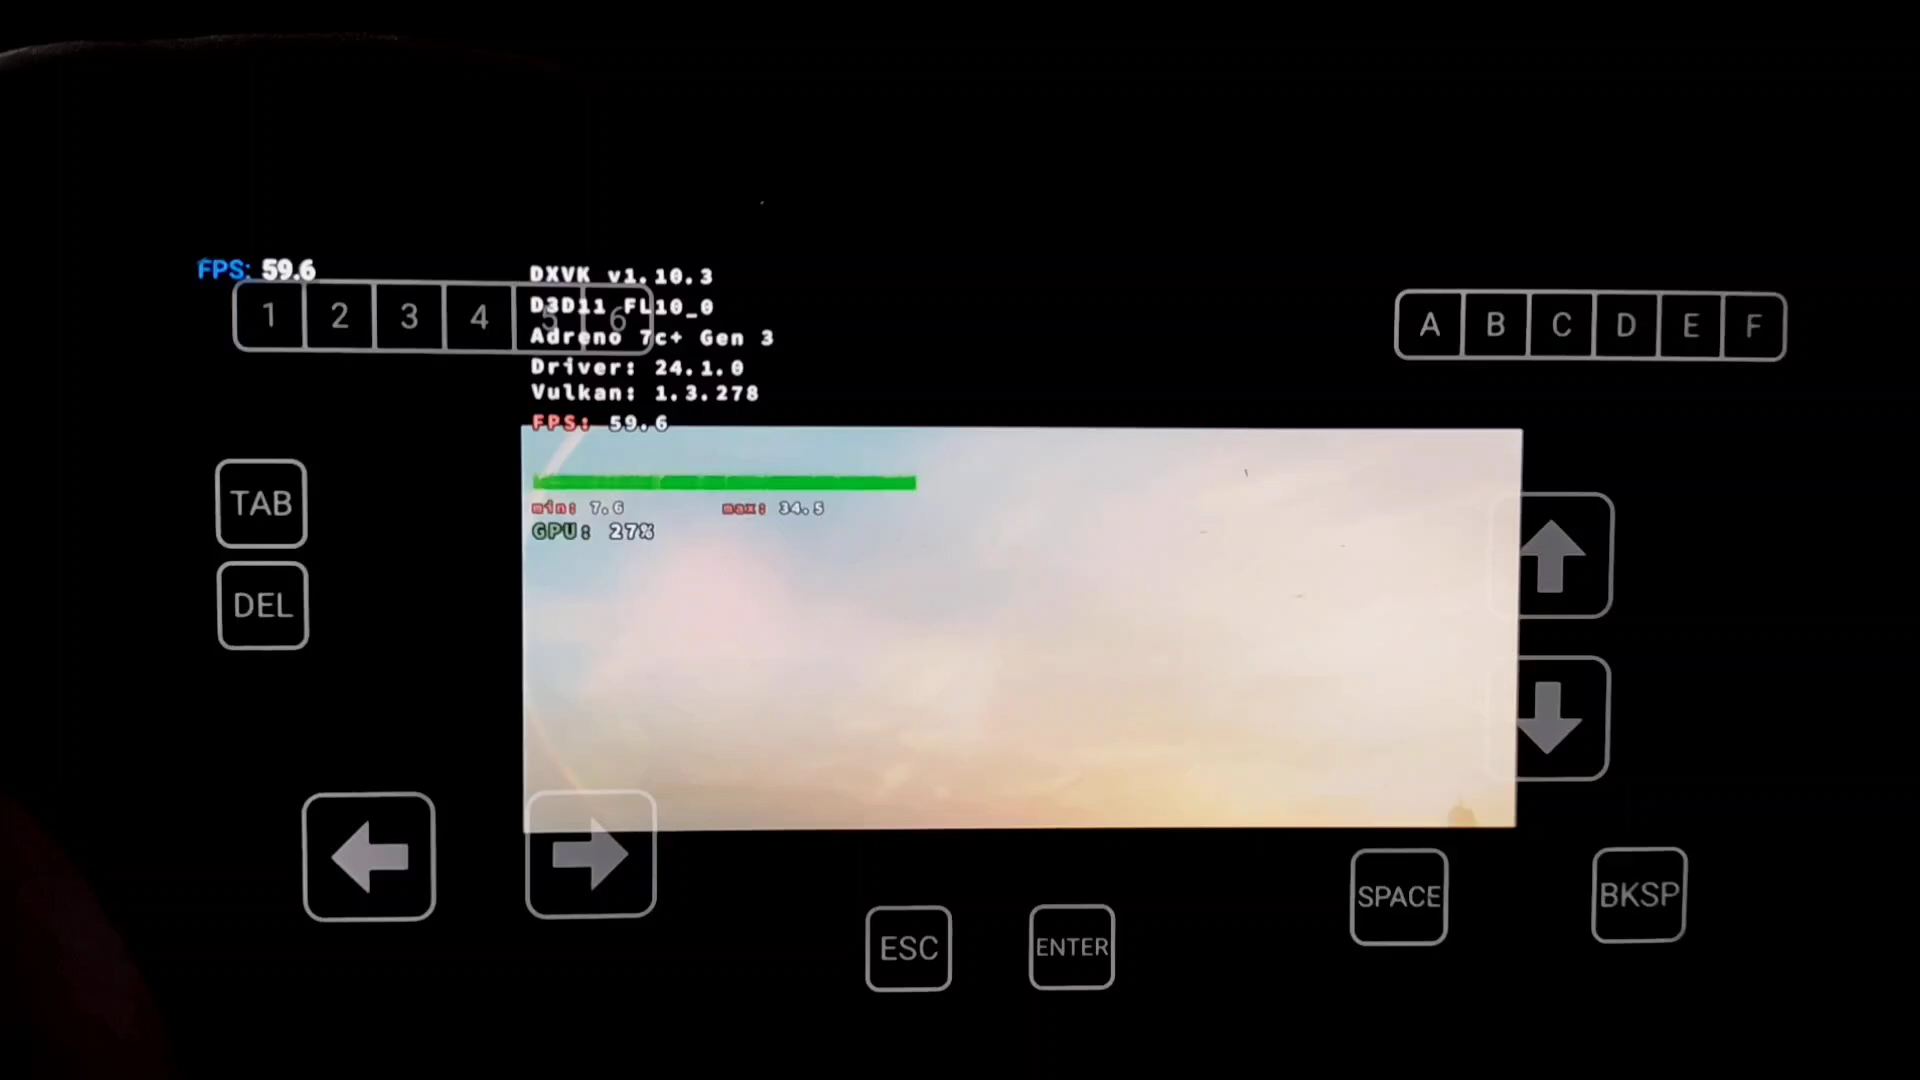 FPS: 59.6
1 2 3 4 5 6
DXVK v1.10.3
D3D11 FL10_0
Adreno 7c+ Gen 3
Driver: 24.1.0
Vulkan: 1.3.278
FPS: 59.6
min: 7.6 max: 34.5
GPU: 27%
A B C D E F
TAB
DEL
ESC
ENTER
SPACE
BKSP